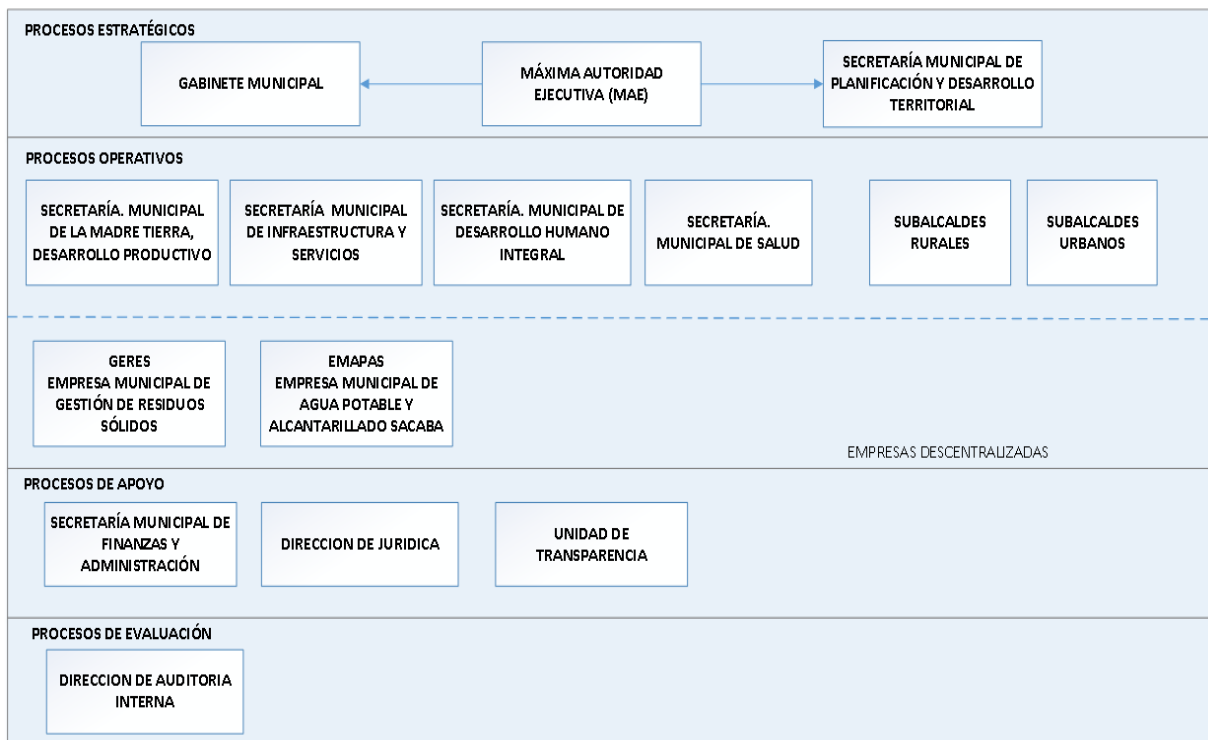 PROCESOS ESTRATÉGICOS
GABINETE MUNICIPAL
MÁXIMA AUTORIDAD
EJECUTIVA (MAE)
SECRETARÍA MUNICIPAL DE
PLANIFICACIÓN Y DESARROLLO
TERRITORIAL
PROCESOS OPERATIVOS
SECRETARÍA. MUNICIPAL
DE LA MADRE TIERRA,
DESARROLLO PRODUCTIVO
SECRETARÍA MUNICIPAL
DE INFRAESTRUCTURA Y
SERVICIOS
SECRETARÍA. MUNICIPAL DE
DESARROLLO HUMANO
INTEGRAL
SECRETARÍA.
MUNICIPAL DE SALUD
SUBALCALDES
RURALES
SUBALCALDES
URBANOS
GERES
EMPRESA MUNICIPAL DE
GESTIÓN DE RESIDUOS
SÓLIDOS
EMAPAS
EMPRESA MUNICIPAL DE
AGUA POTABLE Y
ALCANTARILLADO SACABA
EMPRESAS DESCENTRALIZADAS
PROCESOS DE APOYO
SECRETARÍA MUNICIPAL DE
FINANZAS Y
ADMINISTRACIÓN
DIRECCION DE JURIDICA
UNIDAD DE
TRANSPARENCIA
PROCESOS DE EVALUACIÓN
DIRECCION DE AUDITORIA
INTERNA